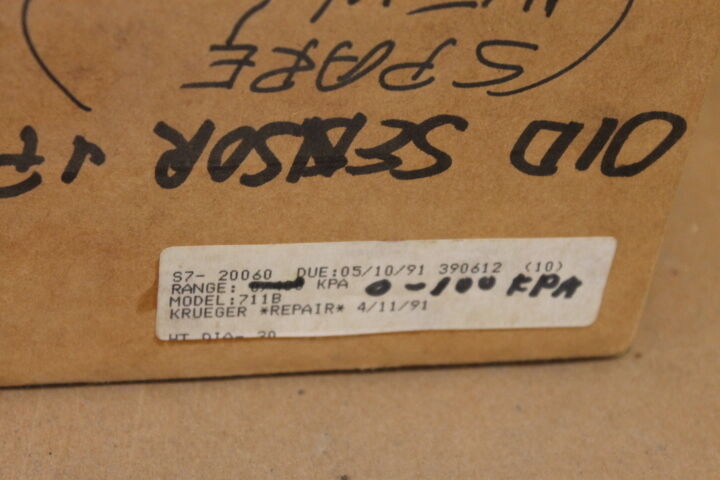 (SPARE
OlD SENSOR
S7- 20060 DUE:05/10/91 390612 (10)
RANGE: KPA 0-100 KPA
MODEL:711B
KRUEGER *REPAIR* 4/11/91